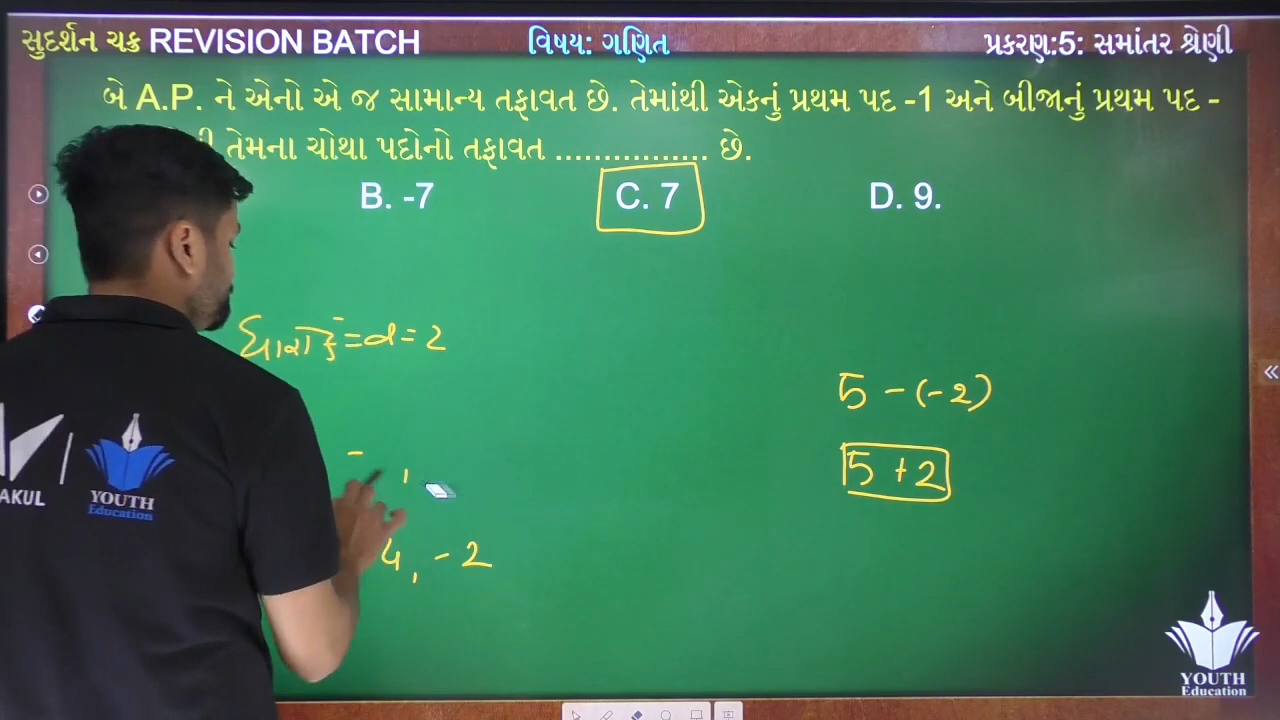 સુદર્શન ચક્ર REVISION BATCH વિષય: ગણિત પ્રકરણ:5: સમાંતર શ્રેણી
બે A.P. ને એનો એ જ સામાન્ય તફાવત છે. તેમાંથી એકનું પ્રથમ પદ -1 અને બીજાનું પ્રથમ પદ -
તેમના ચોથા પદોનો તફાવત ................ છે.
B. -7 C. 7 D. 9.
ધારોકે = d = 2
5 - (-2)
5 + 2
4, - 2
AKUL
YOUTH
Education
YOUTH
Education